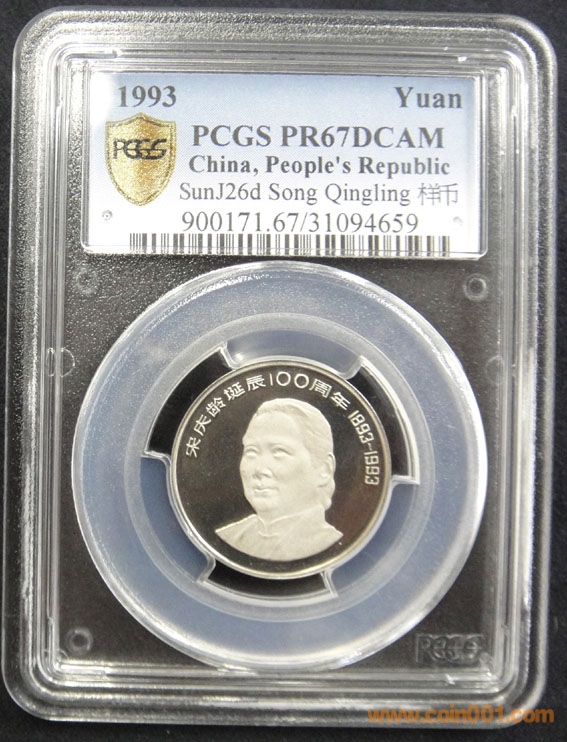 1993 Yuan
PCGS
PCGS PR67DCAM
China, People's Republic
SunJ26d Song Qingling 样币
900171.67/31094659
宋庆龄诞辰100周年 1893-1993
PCGS
www.coin001.com